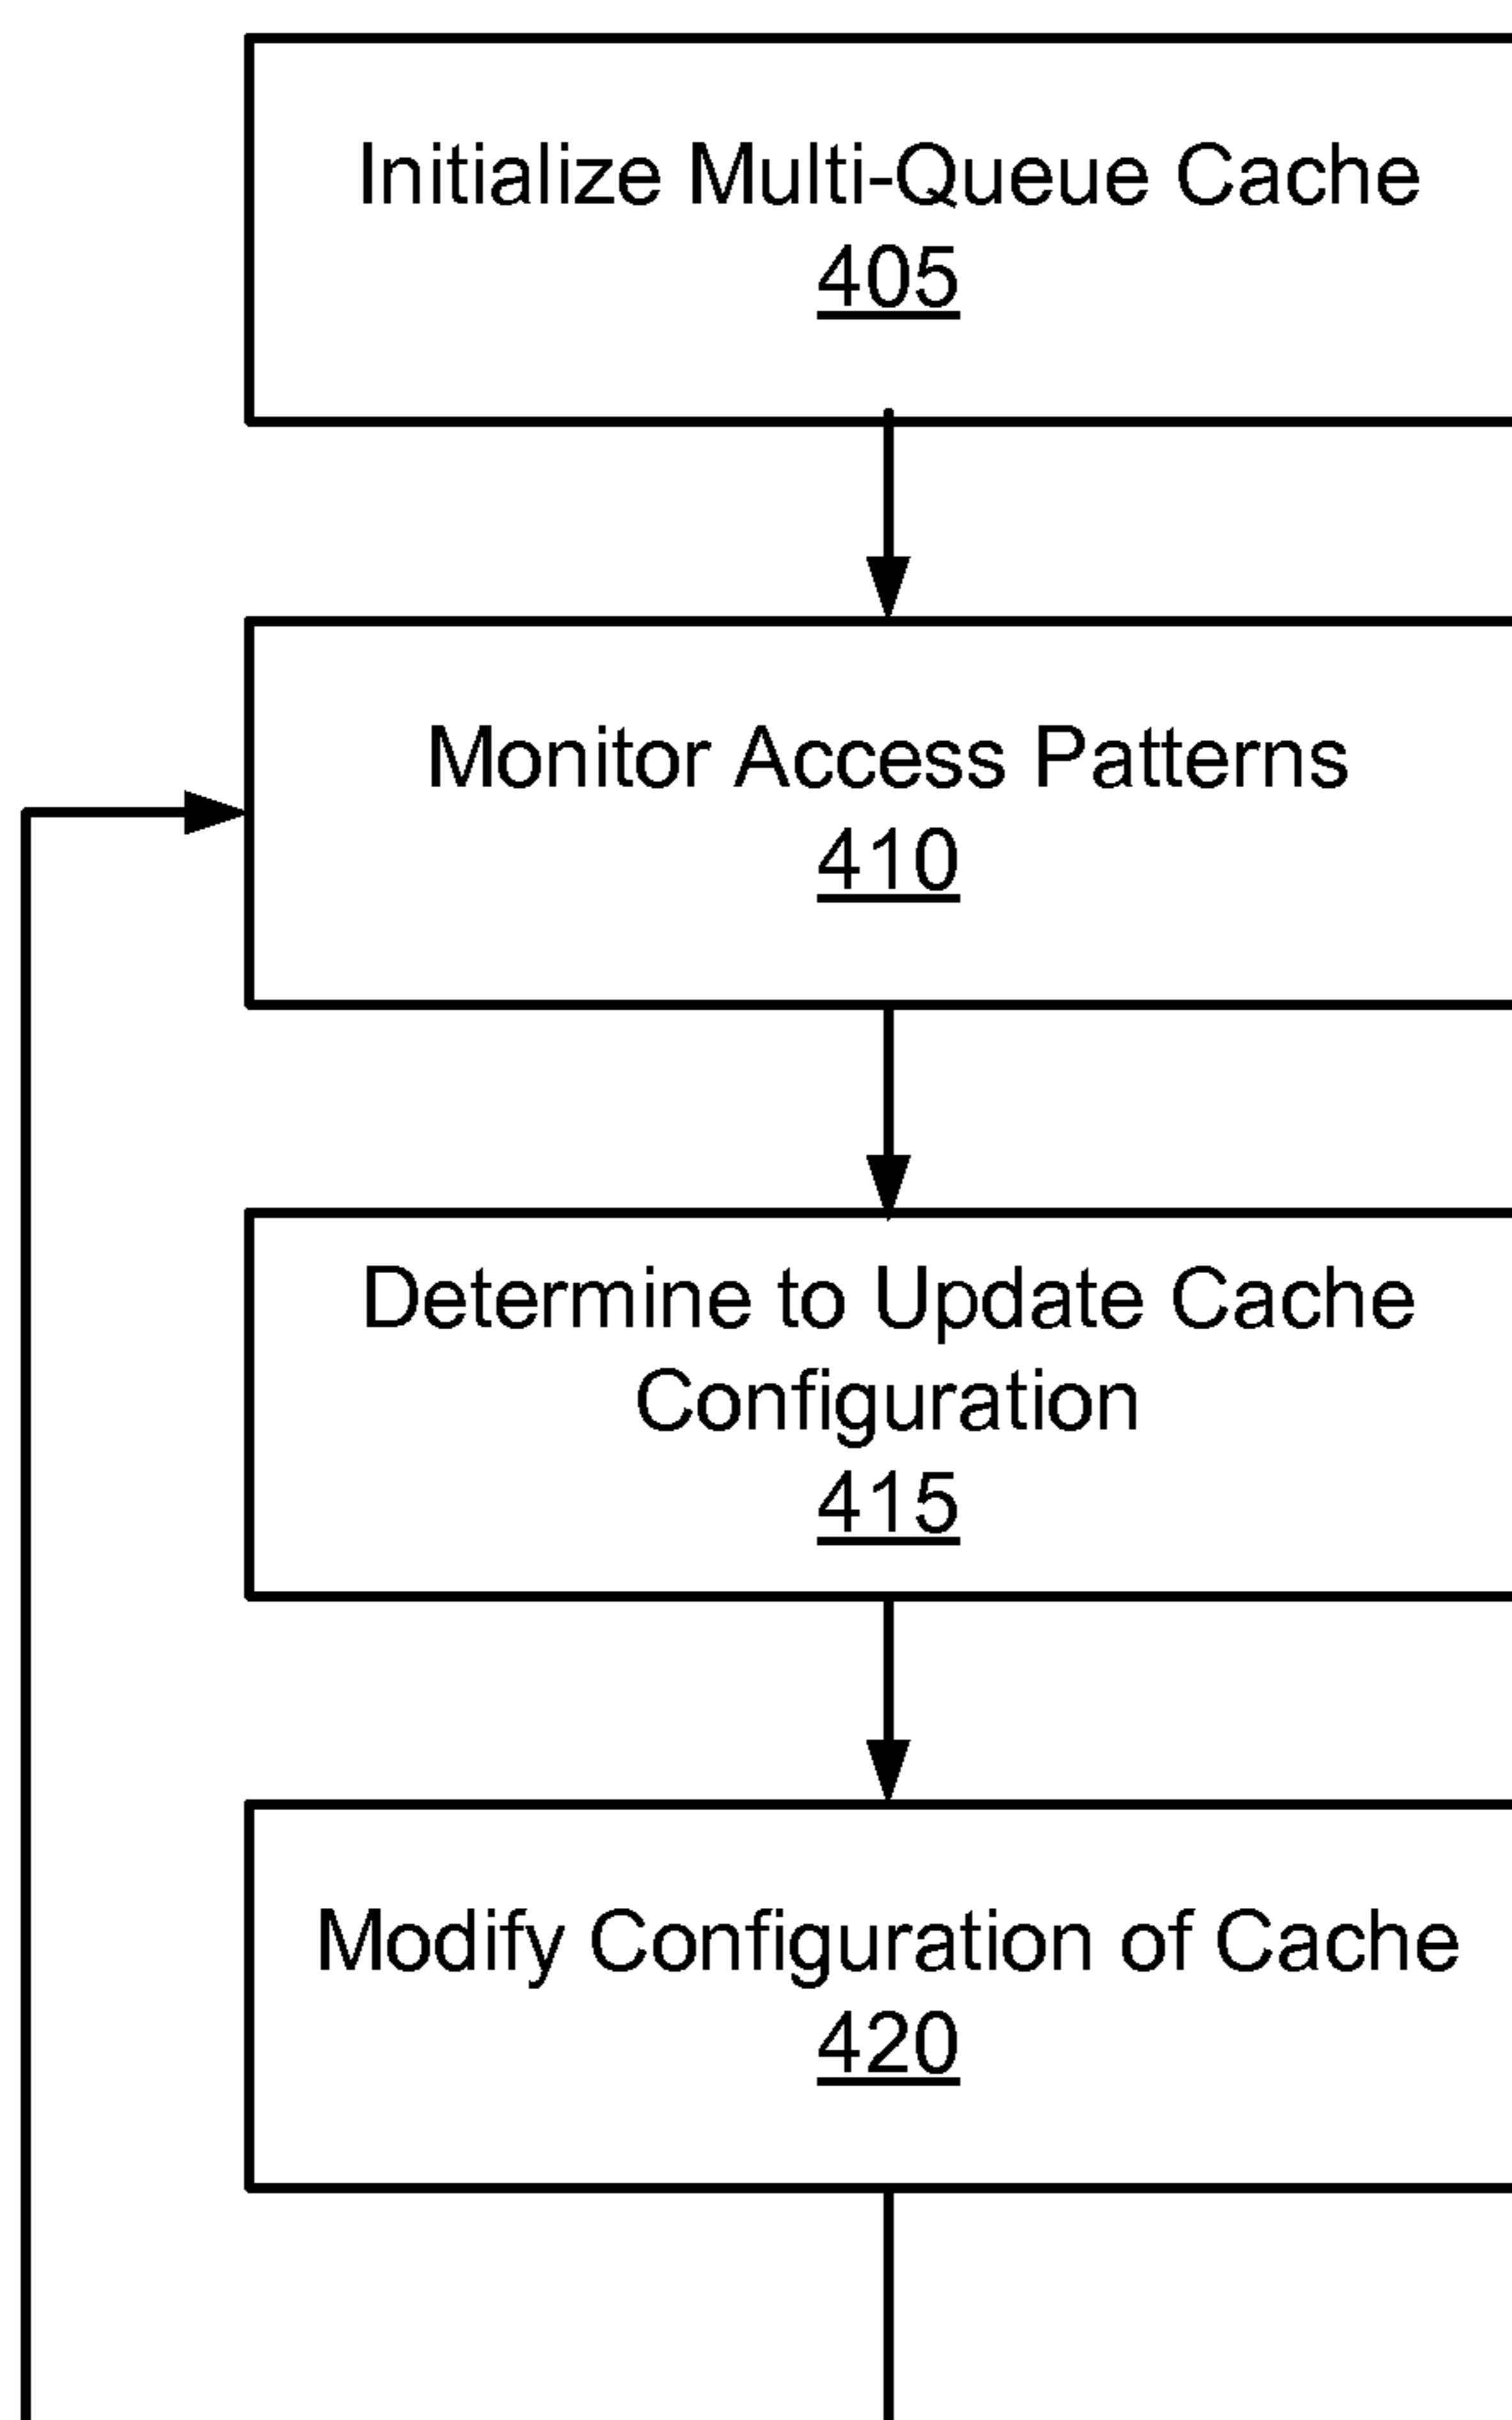 Initialize Multi-Queue Cache
405
Monitor Access Patterns
410
Determine to Update Cache
Configuration
415
Modify Configuration of Cache
420